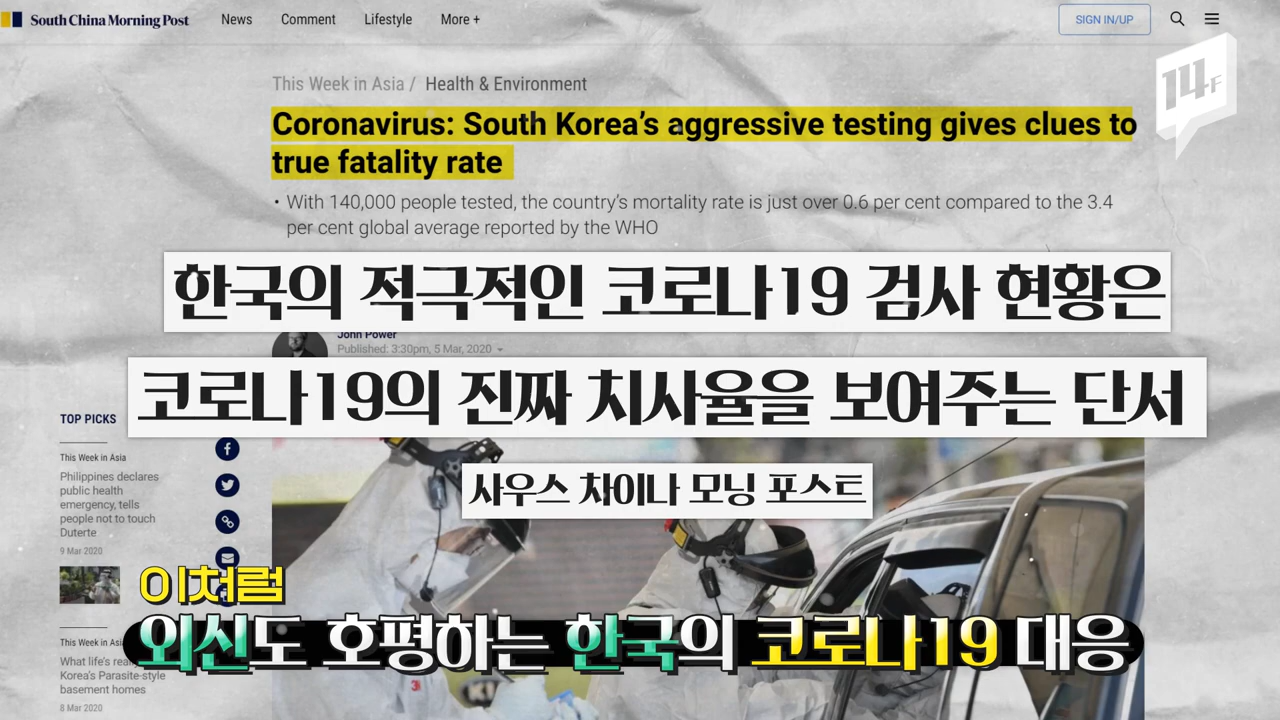 South China Morning Post
News
Comment
Lifestyle
More +
SIGN IN/UP
14F
This Week in Asia / Health & Environment
Coronavirus: South Korea's aggressive testing gives clues to
true fatality rate
• With 140,000 people tested, the country's mortality rate is just over 0.6 per cent compared to the 3.4
per cent global average reported by the WHO
한국의 적극적인 코로나19 검사 현황은
John Power
Published: 3:30pm, 5 Mar, 2020
코로나19의 진짜 치사율을 보여주는 단서
사우스 차이나 모닝 포스트
TOP PICKS
This Week in Asia
Philippines declares
public health
emergency, tells
people not to touch
Duterte
9 Mar 2020
이처럼
외신도 호평하는 한국의 코로나19 대응
This Week in
What life's
Korea's Parasite-style
basement homes
8 Mar 2020
3